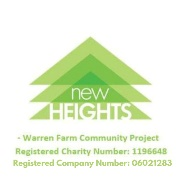 new
HEIGHTS
- Warren Farm Community Project
Registered Charity Number: 1196648
Registered Company Number: 06021283